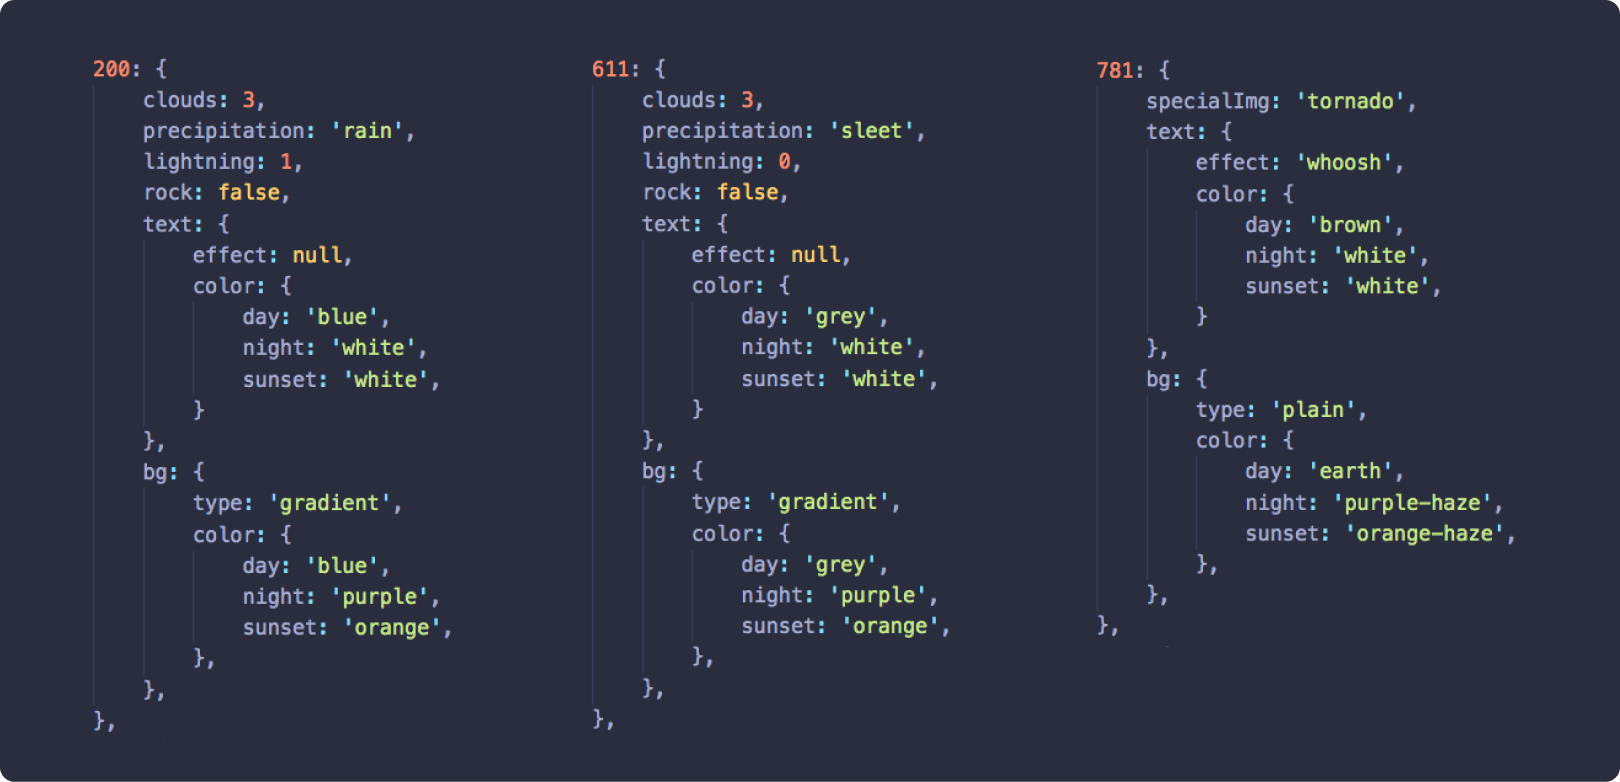 200: {
    clouds: 3,
    precipitation: 'rain',
    lightning: 1,
    rock: false,
    text: {
        effect: null,
        color: {
            day: 'blue',
            night: 'white',
            sunset: 'white',
        }
    },
    bg: {
        type: 'gradient',
        color: {
            day: 'blue',
            night: 'purple',
            sunset: 'orange',
        },
    },
},
611: {
    clouds: 3,
    precipitation: 'sleet',
    lightning: 0,
    rock: false,
    text: {
        effect: null,
        color: {
            day: 'grey',
            night: 'white',
            sunset: 'white',
        }
    },
    bg: {
        type: 'gradient',
        color: {
            day: 'grey',
            night: 'purple',
            sunset: 'orange',
        },
    },
},
781: {
    specialImg: 'tornado',
    text: {
        effect: 'whoosh',
        color: {
            day: 'brown',
            night: 'white',
            sunset: 'white',
        }
    },
    bg: {
        type: 'plain',
        color: {
            day: 'earth',
            night: 'purple-haze',
            sunset: 'orange-haze',
        },
    },
},